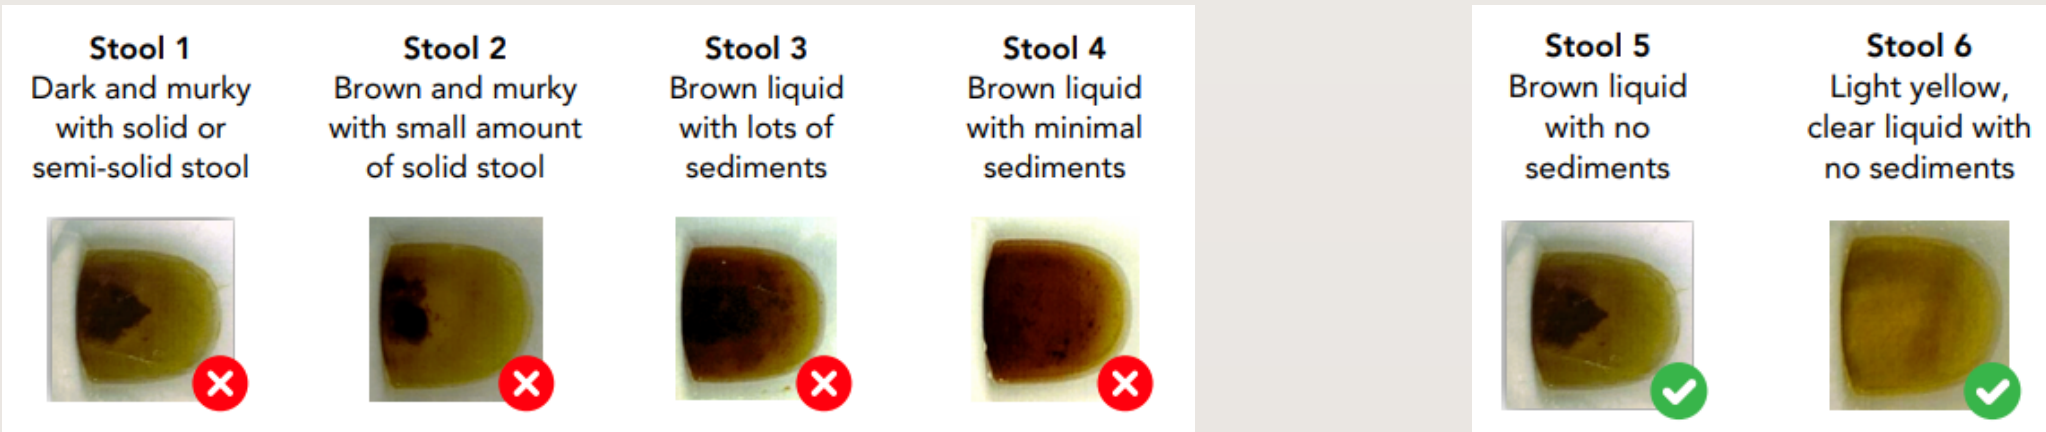 Stool 1
Dark and murky
with solid or
semi-solid stool
Stool 2
Brown and murky
with small amount
of solid stool
Stool 3
Brown liquid
with lots of
sediments
Stool 4
Brown liquid
with minimal
sediments
Stool 5
Brown liquid
with no
sediments
Stool 6
Light yellow,
clear liquid with
no sediments